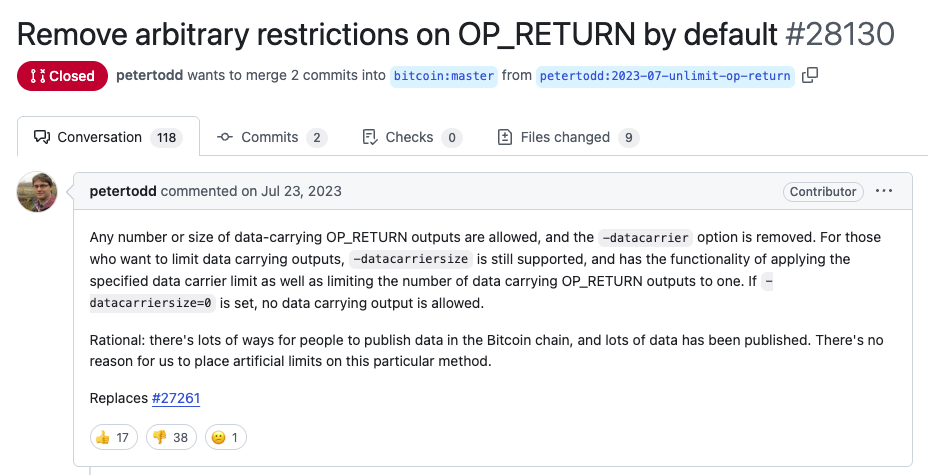 Remove arbitrary restrictions on OP_RETURN by default #28130
Closed petertodd wants to merge 2 commits into bitcoin:master from petertodd:2023-07-unlimit-op-return
Conversation 118 Commits 2 Checks 0 Files changed 9
petertodd commented on Jul 23, 2023 Contributor ...
Any number or size of data-carrying OP_RETURN outputs are allowed, and the -datacarrier option is removed. For those
who want to limit data carrying outputs, -datacarriersize is still supported, and has the functionality of applying the
specified data carrier limit as well as limiting the number of data carrying OP_RETURN outputs to one. If -
datacarriersize=0 is set, no data carrying output is allowed.
Rational: there's lots of ways for people to publish data in the Bitcoin chain, and lots of data has been published. There's no
reason for us to place artificial limits on this particular method.
Replaces #27261
👍 17 👎 38 😕 1